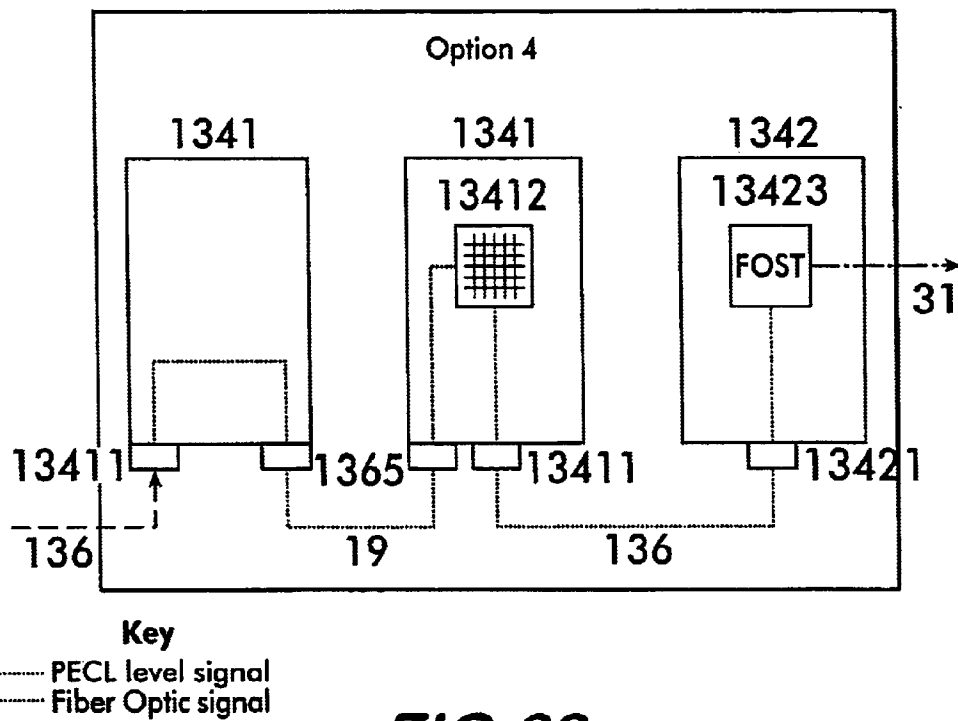 Option 4
1341 1341 1342
13412 13423
FOST
31
13411 1365 13411 13421
136 19 136
Key
PECL level signal
Fiber Optic signal